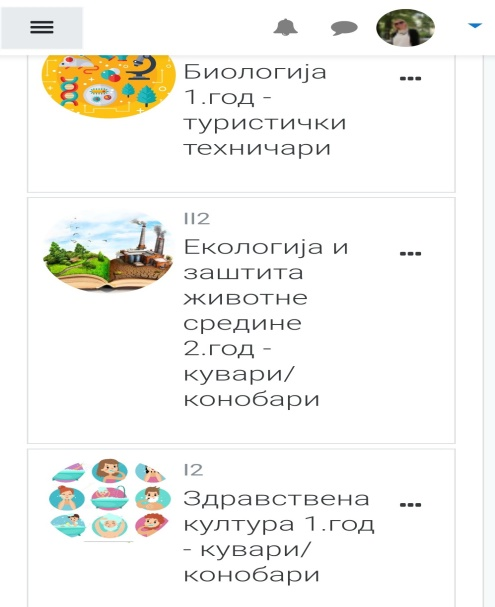 Биологија
1.год -
туристички
техничари
II2
Екологија и
заштита
животне
средине
2.год -
кувари/
конобари
I2
Здравствена
култура 1.год
- кувари/
конобари